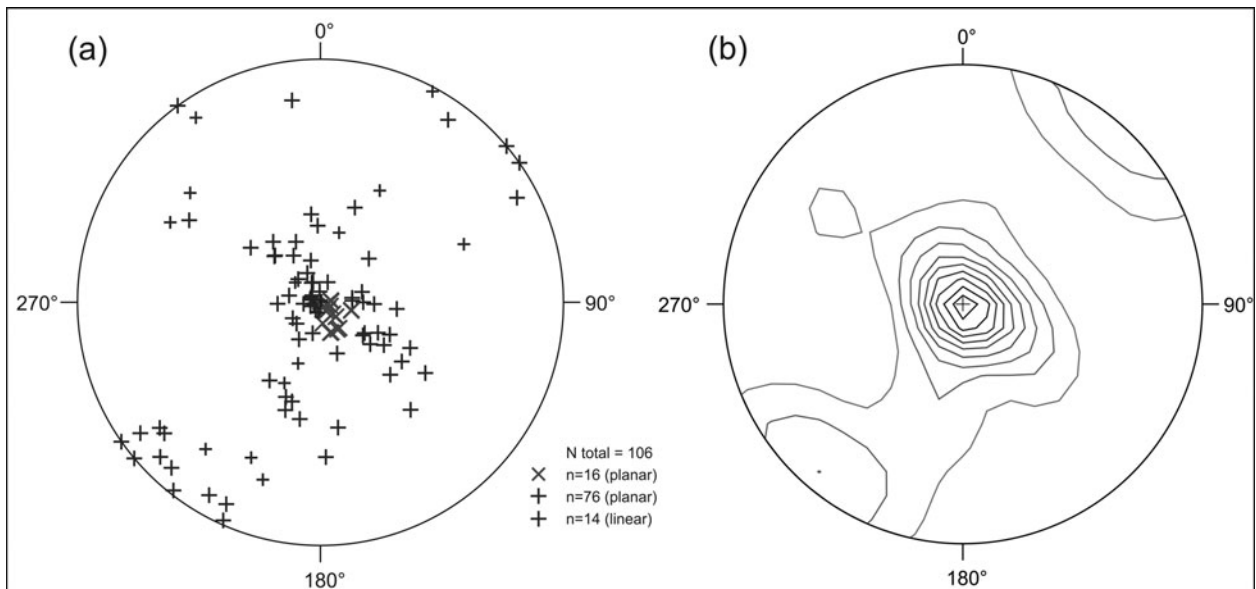 (a)
0°
270°
90°
180°
N total = 106
n=16 (planar)
n=76 (planar)
n=14 (linear)
(b)
0°
270°
90°
180°